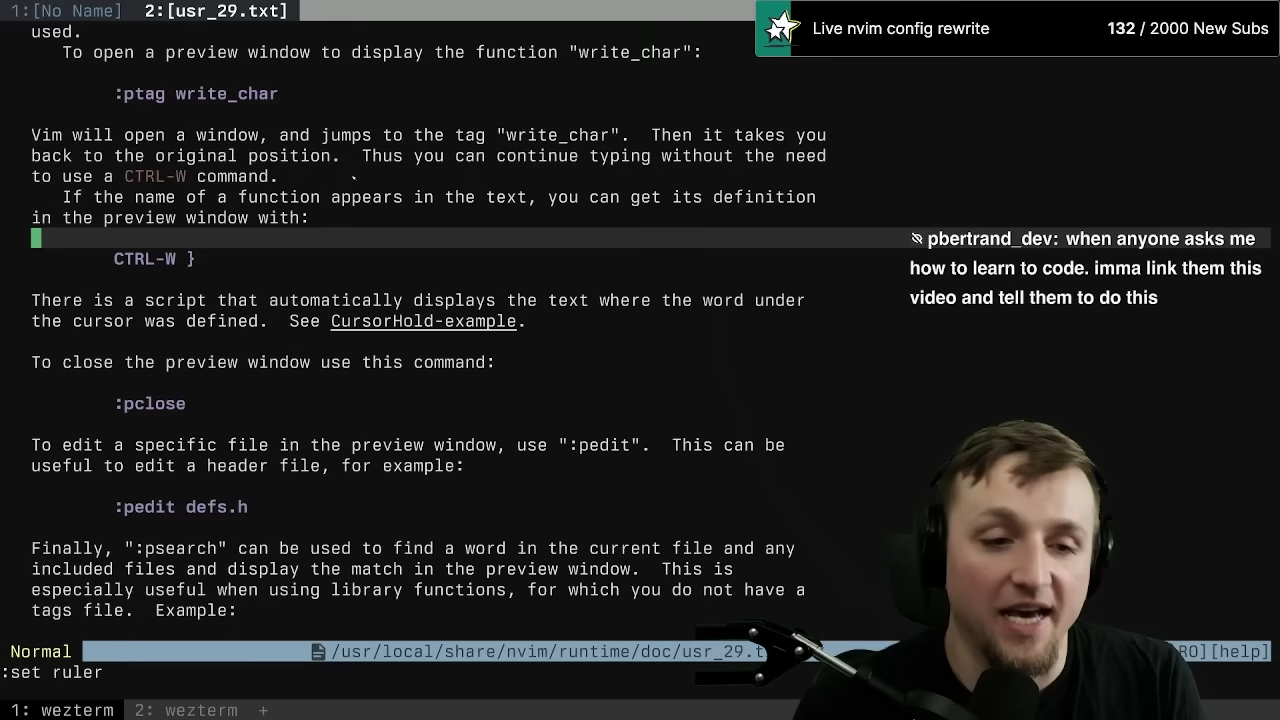 1:[No Name]  2:[usr_29.txt]
Live nvim config rewrite
132 / 2000 New Subs
used.
To open a preview window to display the function "write_char":
:ptag write_char
Vim will open a window, and jumps to the tag "write_char".  Then it takes you
back to the original position.  Thus you can continue typing without the need
to use a CTRL-W command.
If the name of a function appears in the text, you can get its definition
in the preview window with:
pbertrand_dev: when anyone asks me
how to learn to code. imma link them this
video and tell them to do this
CTRL-W }
There is a script that automatically displays the text where the word under
the cursor was defined.  See CursorHold-example.
To close the preview window use this command:
:pclose
To edit a specific file in the preview window, use ":pedit".  This can be
useful to edit a header file, for example:
:pedit defs.h
Finally, ":psearch" can be used to find a word in the current file and any
included files and display the match in the preview window.  This is
especially useful when using library functions, for which you do not have a
tags file.  Example:
Normal /usr/local/share/nvim/runtime/doc/usr_29.t RO][help]
:set ruler
1: wezterm  2: wezterm  +